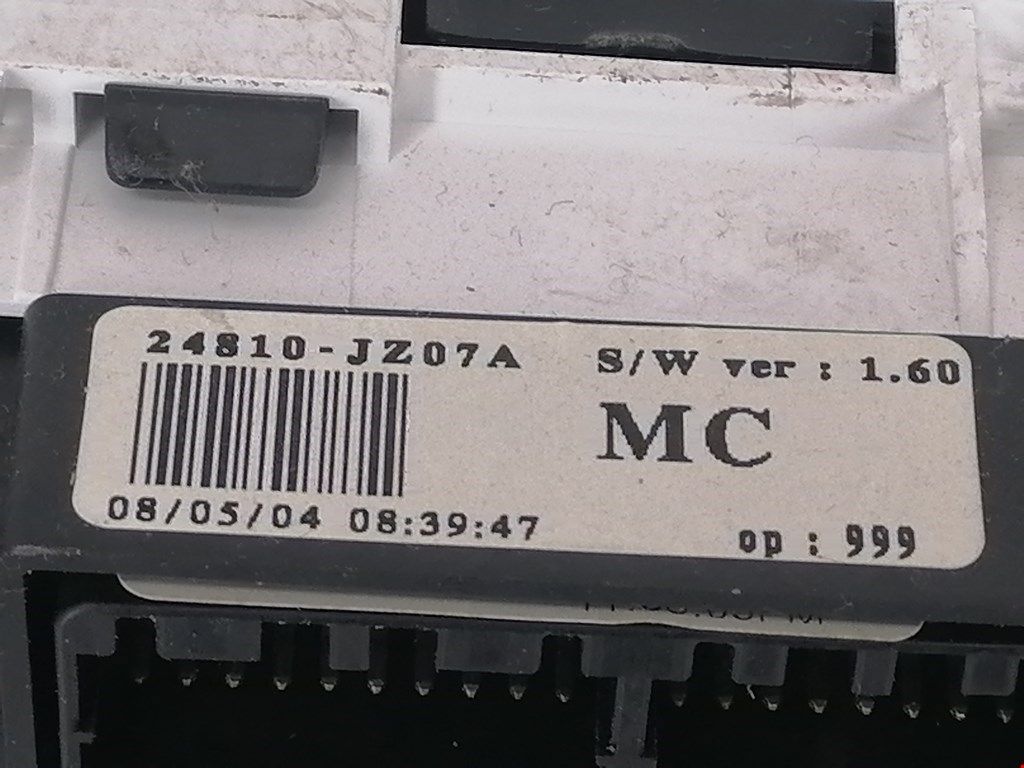 24810-JZ07A
S/W ver : 1.60
MC
08/05/04 08:39:47
op : 999